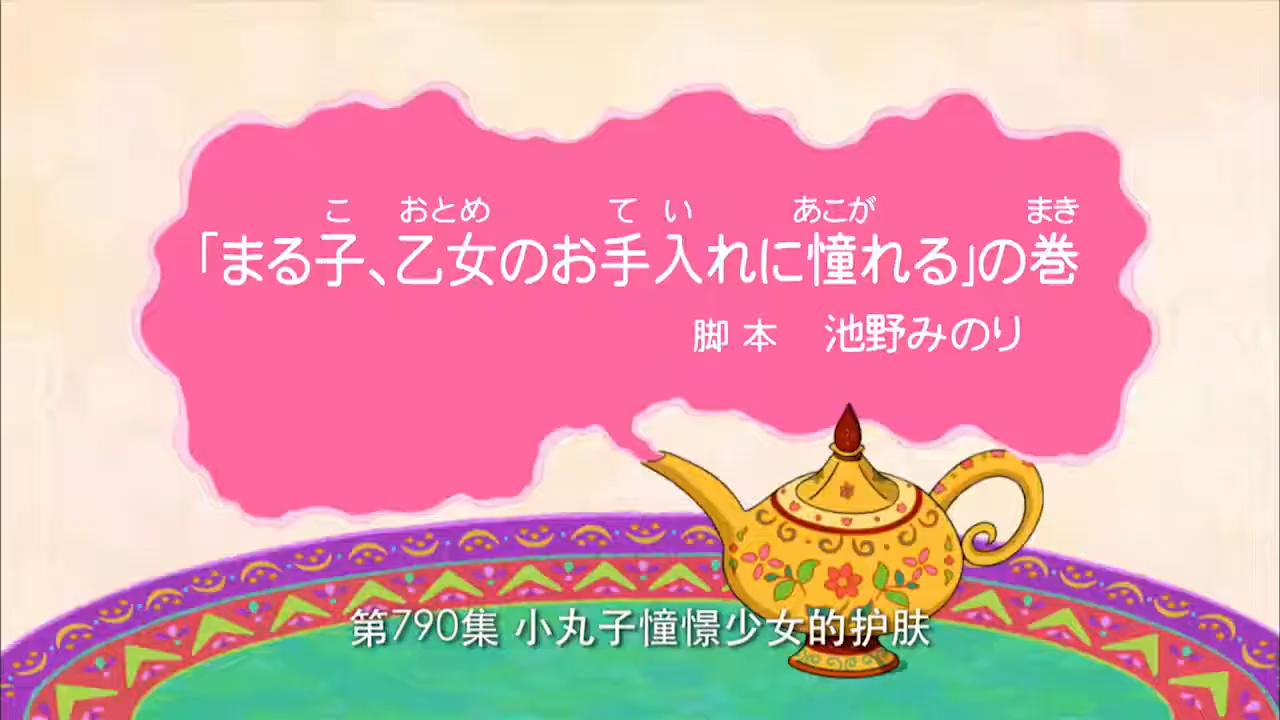 こ おとめ て い あこが まき
「まる子、乙女のお手入れに憧れる」の巻
脚本 池野みのり
第790集 小丸子憧憬少女的护肤